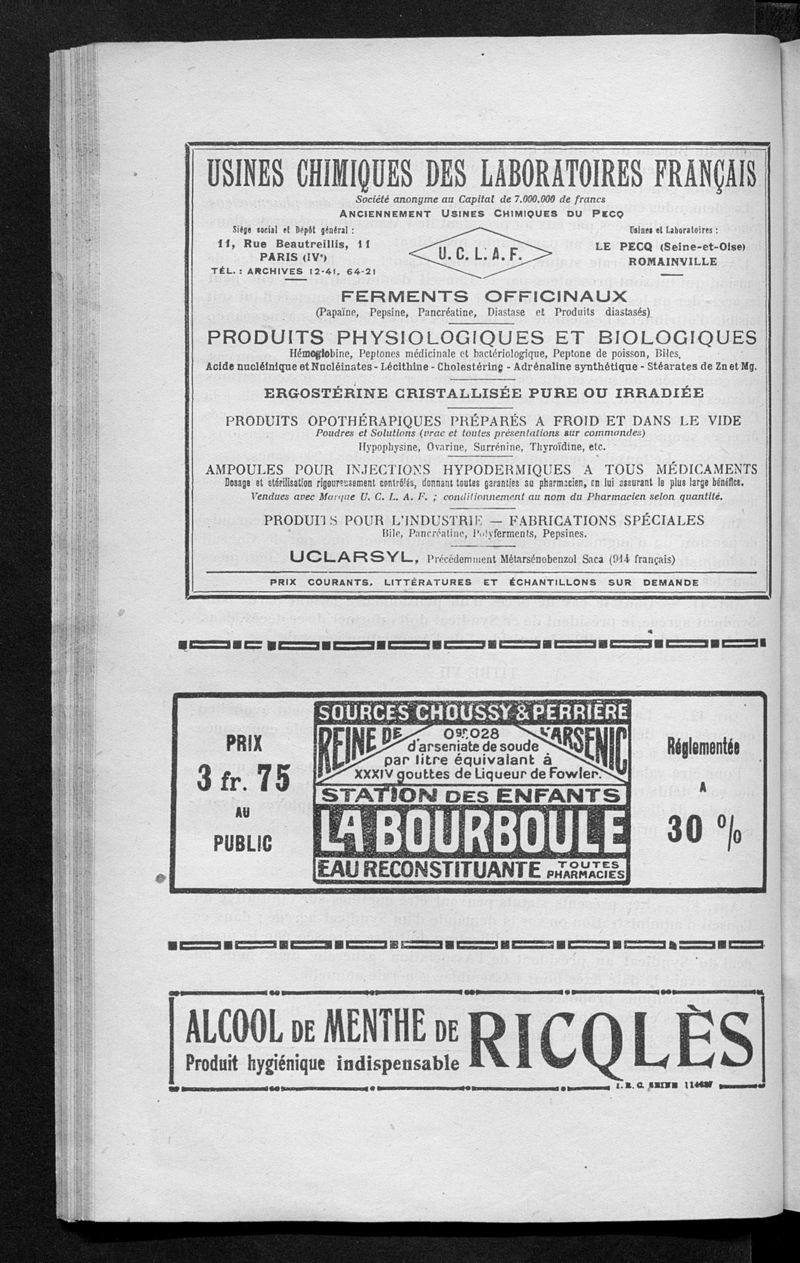 USINES CHIMIQUES DES LABORATOIRES FRANÇAIS
Société anonyme au Capital de 7.000.000 de francs
ANCIENNEMENT USINES CHIMIQUES DU PECQ
Siège social et Dépôt général :
11, Rue Beautreillis, 11
PARIS (IVe)
TÉL. : ARCHIVES 12-41, 64-21
U. C. L. A. F.
Usines et Laboratoires :
LE PECQ (Seine-et-Oise)
ROMAINVILLE
FERMENTS OFFICINAUX
(Papaïne, Pepsine, Pancréatine, Diastase et Produits diastasés)
PRODUITS PHYSIOLOGIQUES ET BIOLOGIQUES
Hémoglobine, Peptones médicinale et bactériologique, Peptone de poisson, Biles.
Acide nucléinique et Nucléinates - Lécithine - Cholestérine - Adrénaline synthétique - Stéarates de Zn et Mg.
ERGOSTÉRINE CRISTALLISÉE PURE OU IRRADIÉE
PRODUITS OPOTHÉRAPIQUES PRÉPARÉS A FROID ET DANS LE VIDE
Poudres et Solutions (vrac et toutes présentations sur commandes)
Hypophysine, Ovarine, Surrénine, Thyroïdine, etc.
AMPOULES POUR INJECTIONS HYPODERMIQUES A TOUS MÉDICAMENTS
Dosage et stérilisation rigoureusement contrôlés, donnant toutes garanties au pharmacien, en lui assurant le plus large bénéfice.
Vendues avec Marque U. C. L. A. F. ; conditionnement au nom du Pharmacien selon quantité.
PRODUITS POUR L'INDUSTRIE — FABRICATIONS SPÉCIALES
Bile, Pancréatine, Polyferments, Pepsines.
UCLARSYL, Précédemment Métarsénobenzol Saca (914 français)
PRIX COURANTS, LITTÉRATURES ET ÉCHANTILLONS SUR DEMANDE
PRIX
3 fr. 75
AU
PUBLIC
SOURCES CHOUSSY & PERRIÈRE
REINE DE L'ARSENIC
0gr.028
d'arseniate de soude
par litre équivalant à
XXXIV gouttes de Liqueur de Fowler.
STATION DES ENFANTS
LA BOURBOULE
EAU RECONSTITUANTE TOUTES PHARMACIES
Réglementée
A
30 %
ALCOOL DE MENTHE DE RICQLÈS
Produit hygiénique indispensable